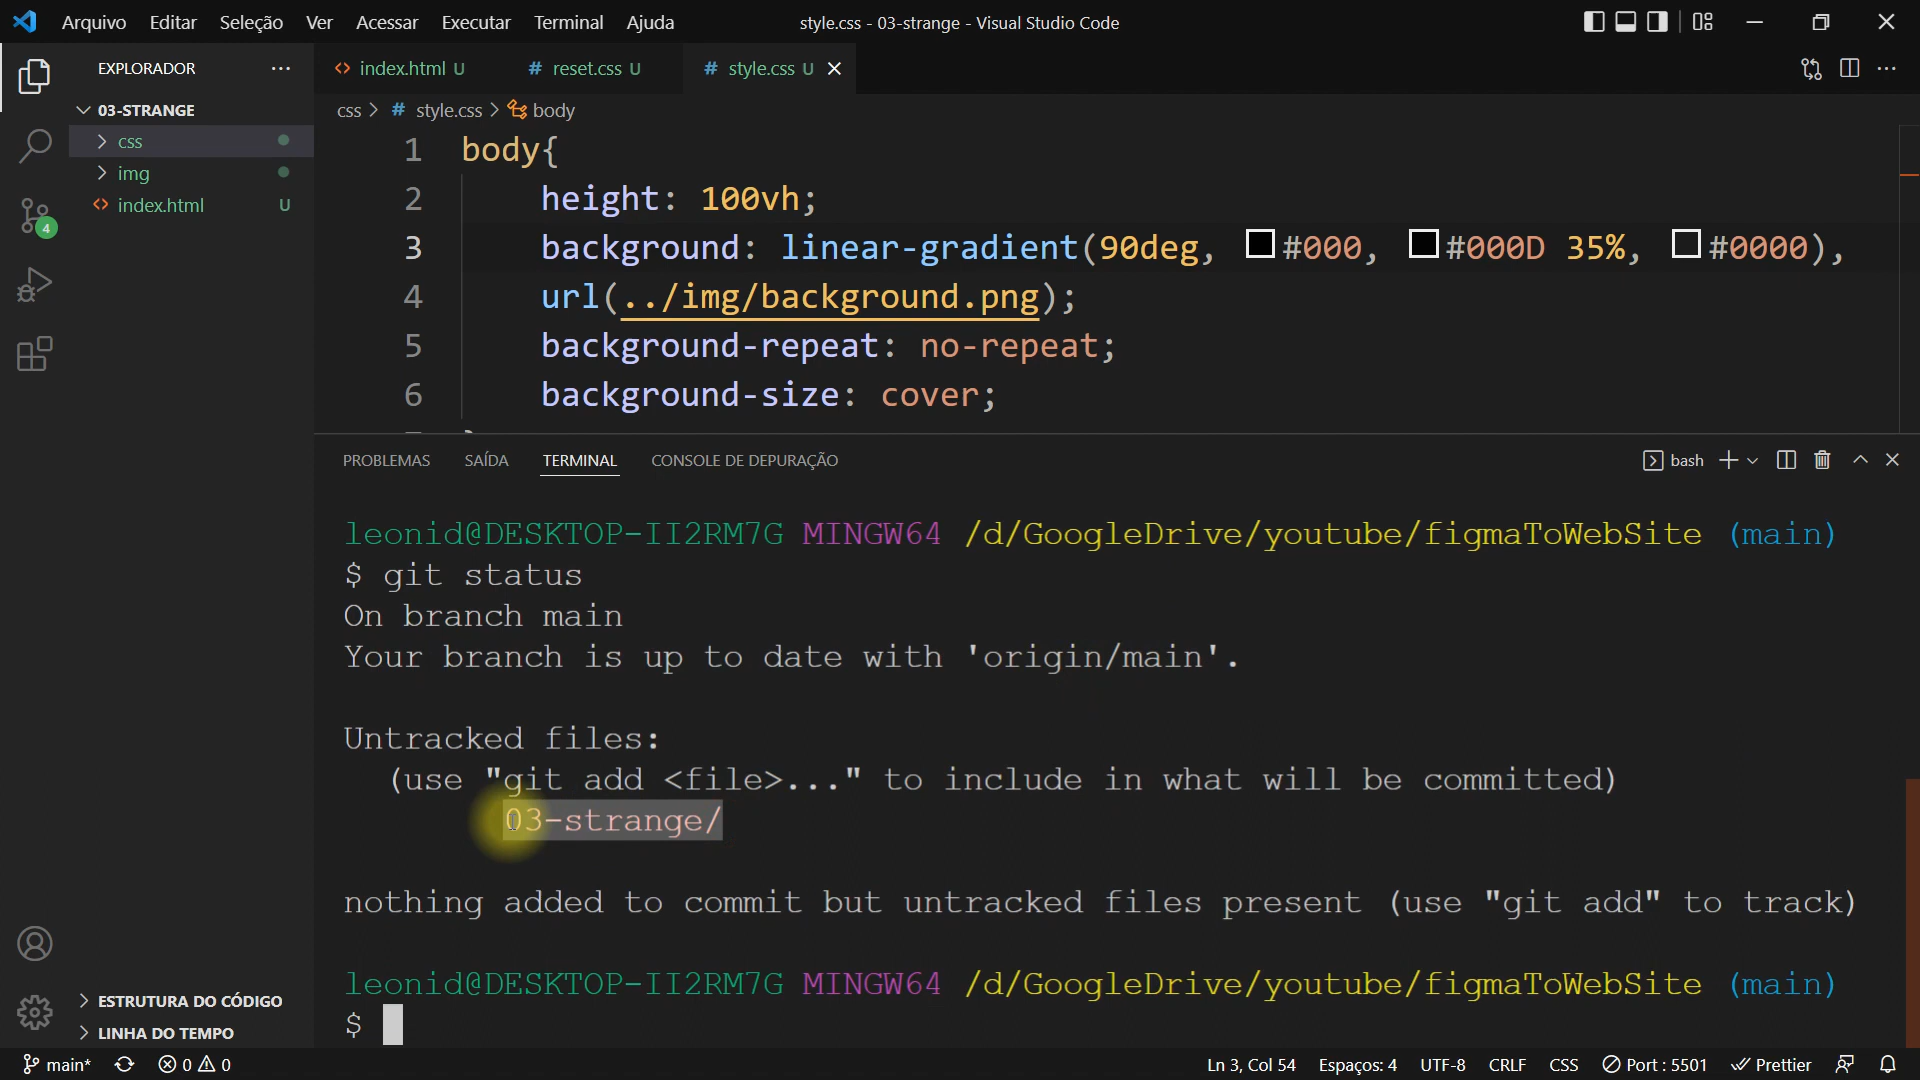 Arquivo Editar Seleção Ver Acessar Executar Terminal Ajuda
style.css - 03-strange - Visual Studio Code
EXPLORADOR
index.html U
# reset.css U
# style.css U
03-STRANGE
css
img
index.html U
4
css > # style.css > body
1 body{
2 height: 100vh;
3 background: linear-gradient(90deg, #000, #000D 35%, #0000),
4 url(../img/background.png);
5 background-repeat: no-repeat;
6 background-size: cover;
PROBLEMAS SAÍDA TERMINAL CONSOLE DE DEPURAÇÃO
bash
leonid@DESKTOP-II2RM7G MINGW64 /d/GoogleDrive/youtube/figmaToWebSite (main)
$ git status
On branch main
Your branch is up to date with 'origin/main'.
Untracked files:
(use "git add <file>..." to include in what will be committed)
03-strange/
nothing added to commit but untracked files present (use "git add" to track)
leonid@DESKTOP-II2RM7G MINGW64 /d/GoogleDrive/youtube/figmaToWebSite (main)
$
ESTRUTURA DO CÓDIGO
LINHA DO TEMPO
main* 0 0
Ln 3, Col 54 Espaços: 4 UTF-8 CRLF CSS Port : 5501 Prettier